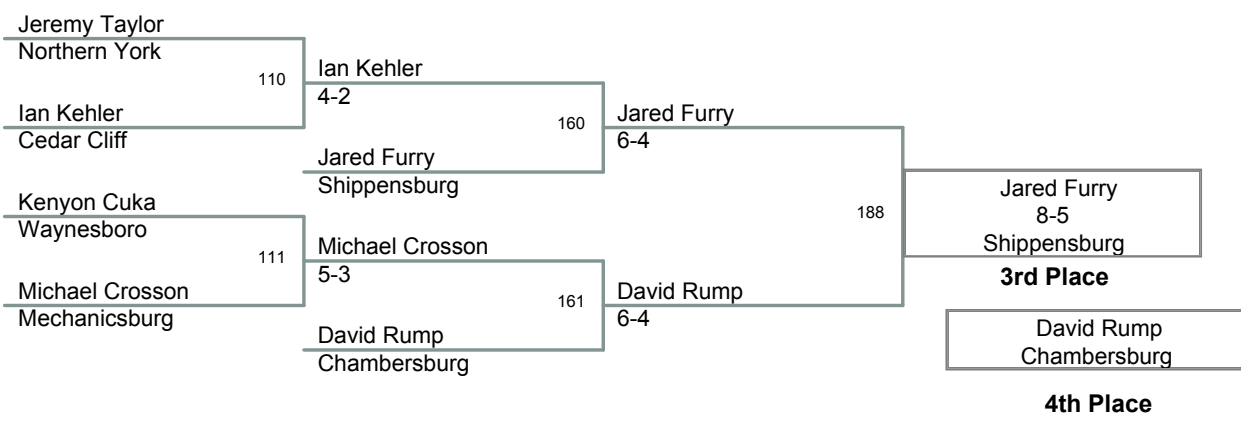 Jeremy Taylor
Northern York
110
Ian Kehler
Cedar Cliff
Kenyon Cuka
Waynesboro
111
Michael Crosson
Mechanicsburg
Ian Kehler
4-2
160
Jared Furry
Shippensburg
Michael Crosson
5-3
161
David Rump
Chambersburg
Jared Furry
6-4
188
David Rump
6-4
Jared Furry
8-5
Shippensburg
3rd Place
David Rump
Chambersburg
4th Place